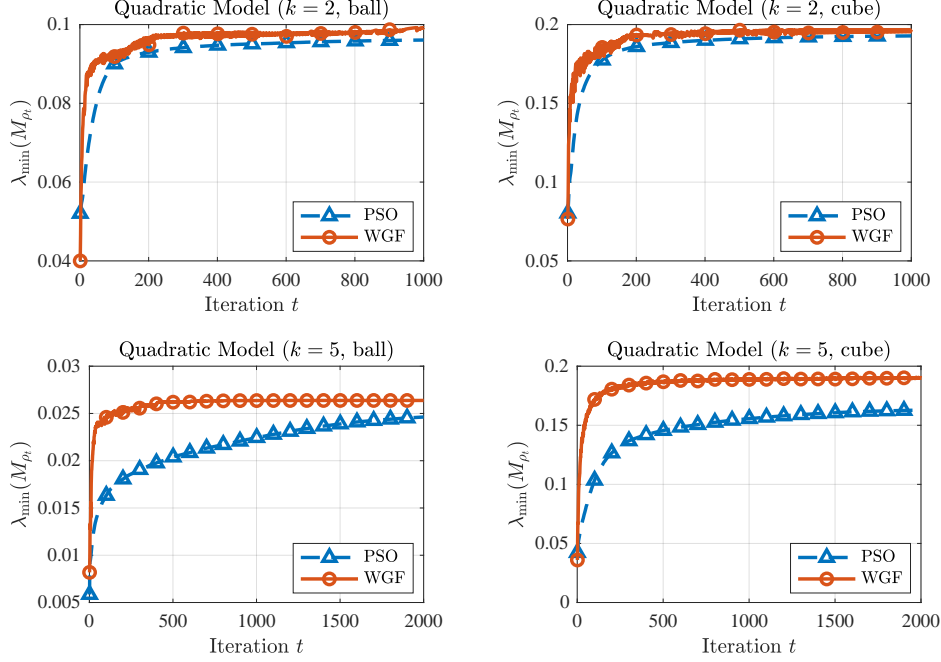 Quadratic Model (k = 2, ball)
0.1
0.08
0.06
0.04
λmin(Mρt)
0 200 400 600 800 1000
Iteration t
PSO
WGF
Quadratic Model (k = 2, cube)
0.2
0.15
0.1
0.05
λmin(Mρt)
0 200 400 600 800 1000
Iteration t
PSO
WGF
Quadratic Model (k = 5, ball)
0.03
0.025
0.02
0.015
0.01
0.005
λmin(Mρt)
0 500 1000 1500 2000
Iteration t
PSO
WGF
Quadratic Model (k = 5, cube)
0.2
0.15
0.1
0.05
0
λmin(Mρt)
0 500 1000 1500 2000
Iteration t
PSO
WGF